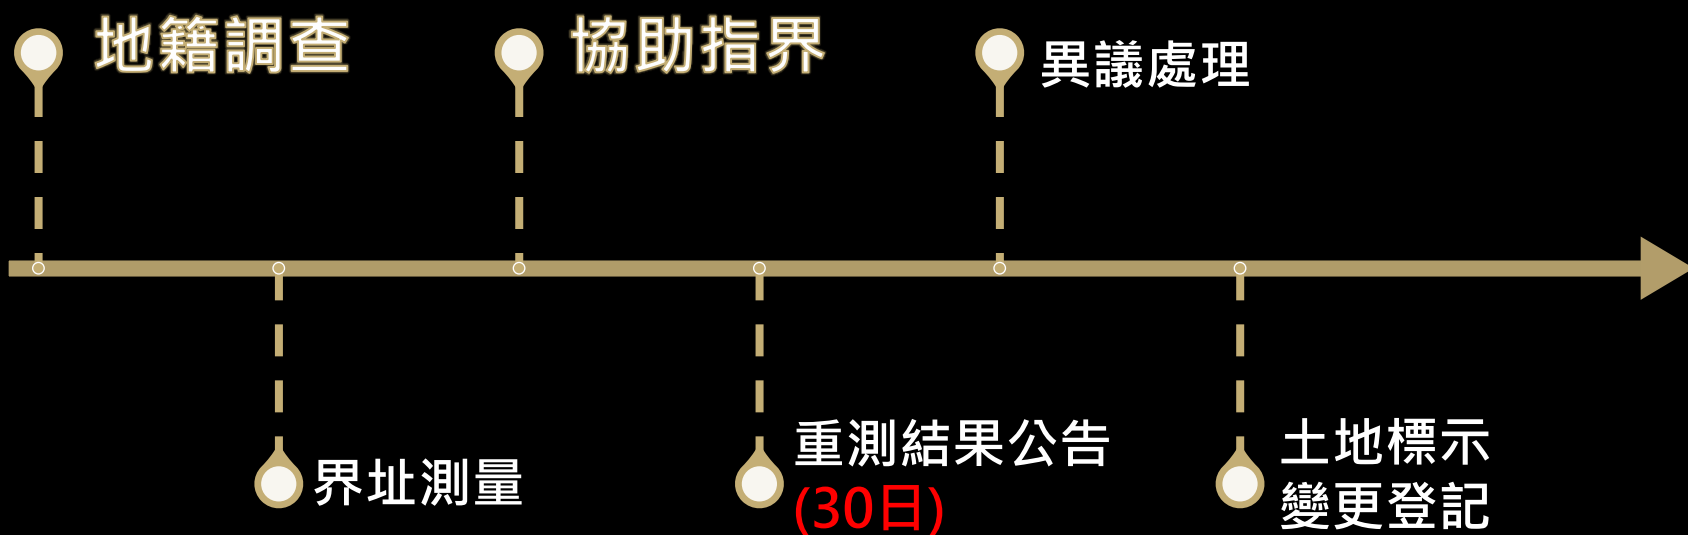 地籍調查
協助指界
異議處理
界址測量
重測結果公告
(30日)
土地標示
變更登記